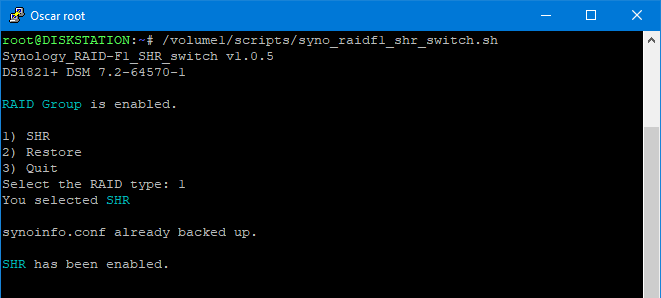 Oscar root
root@DISKSTATION:~# /volume1/scripts/syno_raidf1_shr_switch.sh
Synology_RAID-F1_SHR_switch v1.0.5
DS1821+ DSM 7.2-64570-1
RAID Group is enabled.
1) SHR
2) Restore
3) Quit
Select the RAID type: 1
You selected SHR
synoinfo.conf already backed up.
SHR has been enabled.